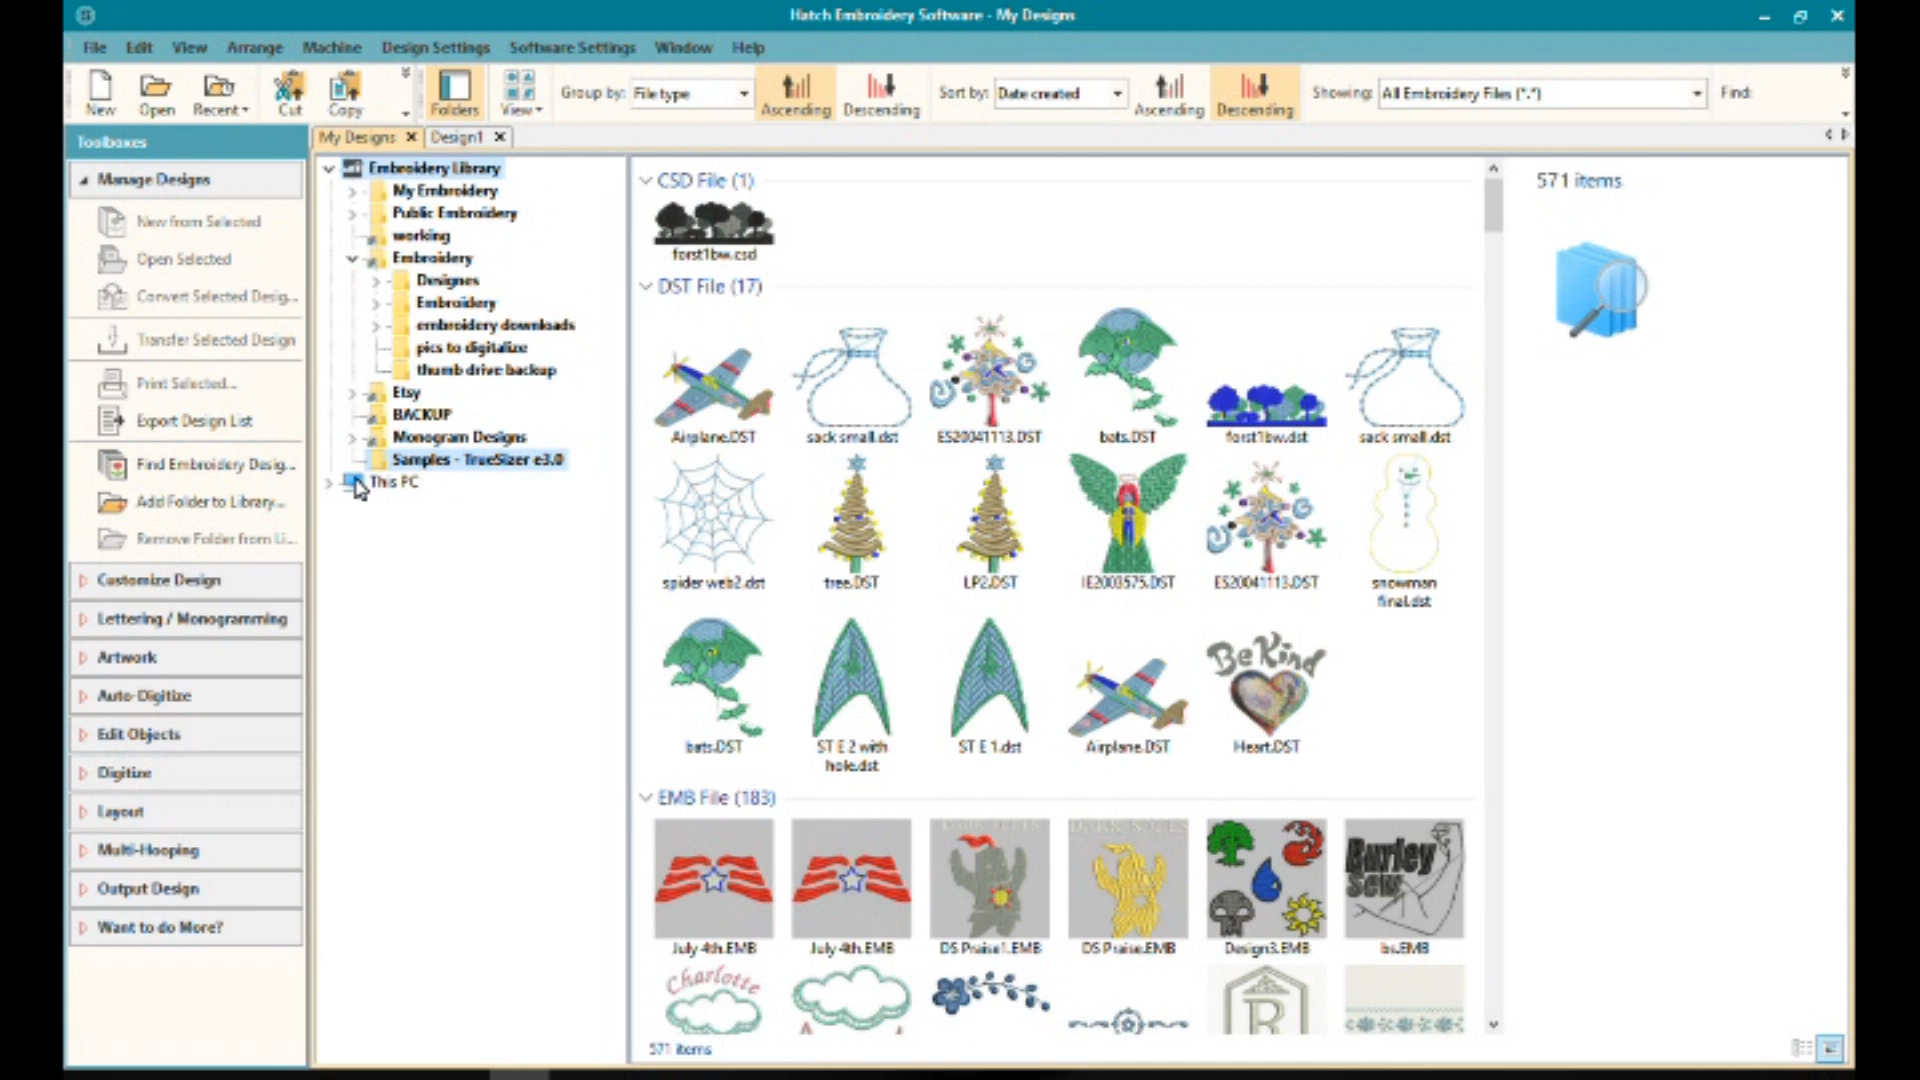 Hatch Embroidery Software - My Designs
File Edit View Arrange Machine Design Settings Software Settings Window Help
New Open Recent Cut Copy Folders View Group by: File type Ascending Descending Sort by: Date created Ascending Descending Showing: All Embroidery Files (*.*) Find:
Toolboxes
My Designs Design1
Manage Designs
New from Selected
Open Selected
Convert Selected Desig...
Transfer Selected Design
Print Selected...
Export Design List
Find Embroidery Desig...
Add Folder to Library...
Remove Folder from Li...
Customize Design
Lettering / Monogramming
Artwork
Auto-Digitize
Edit Objects
Digitize
Layout
Multi-Hooping
Output Design
Want to do More?
Embroidery Library
My Embroidery
Public Embroidery
working
Embroidery
Designes
Embroidery
embroidery downloads
pics to digitalize
thumb drive backup
Etsy
BACKUP
Monogram Designs
Samples - TrueSizer e3.0
This PC
CSD File (1)
forst1bw.csd
DST File (17)
Airplane.DST sack small.dst ES20041113.DST bats.DST forst1bw.dst sack small.dst
spider web2.dst tree.DST LP2.DST IE2003575.DST ES20041113.DST snowman
final.dst
Be Kind
bats.DST ST E 2 with ST E 1.dst Airplane.DST Heart.DST
hole.dst
EMB File (183)
DARK SOULS DARK SOULS
Burley
Sew
July 4th.EMB July 4th.EMB DS Praise1.EMB DS Praise.EMB Design3.EMB bs.EMB
Charlotte
R
571 items
571 items